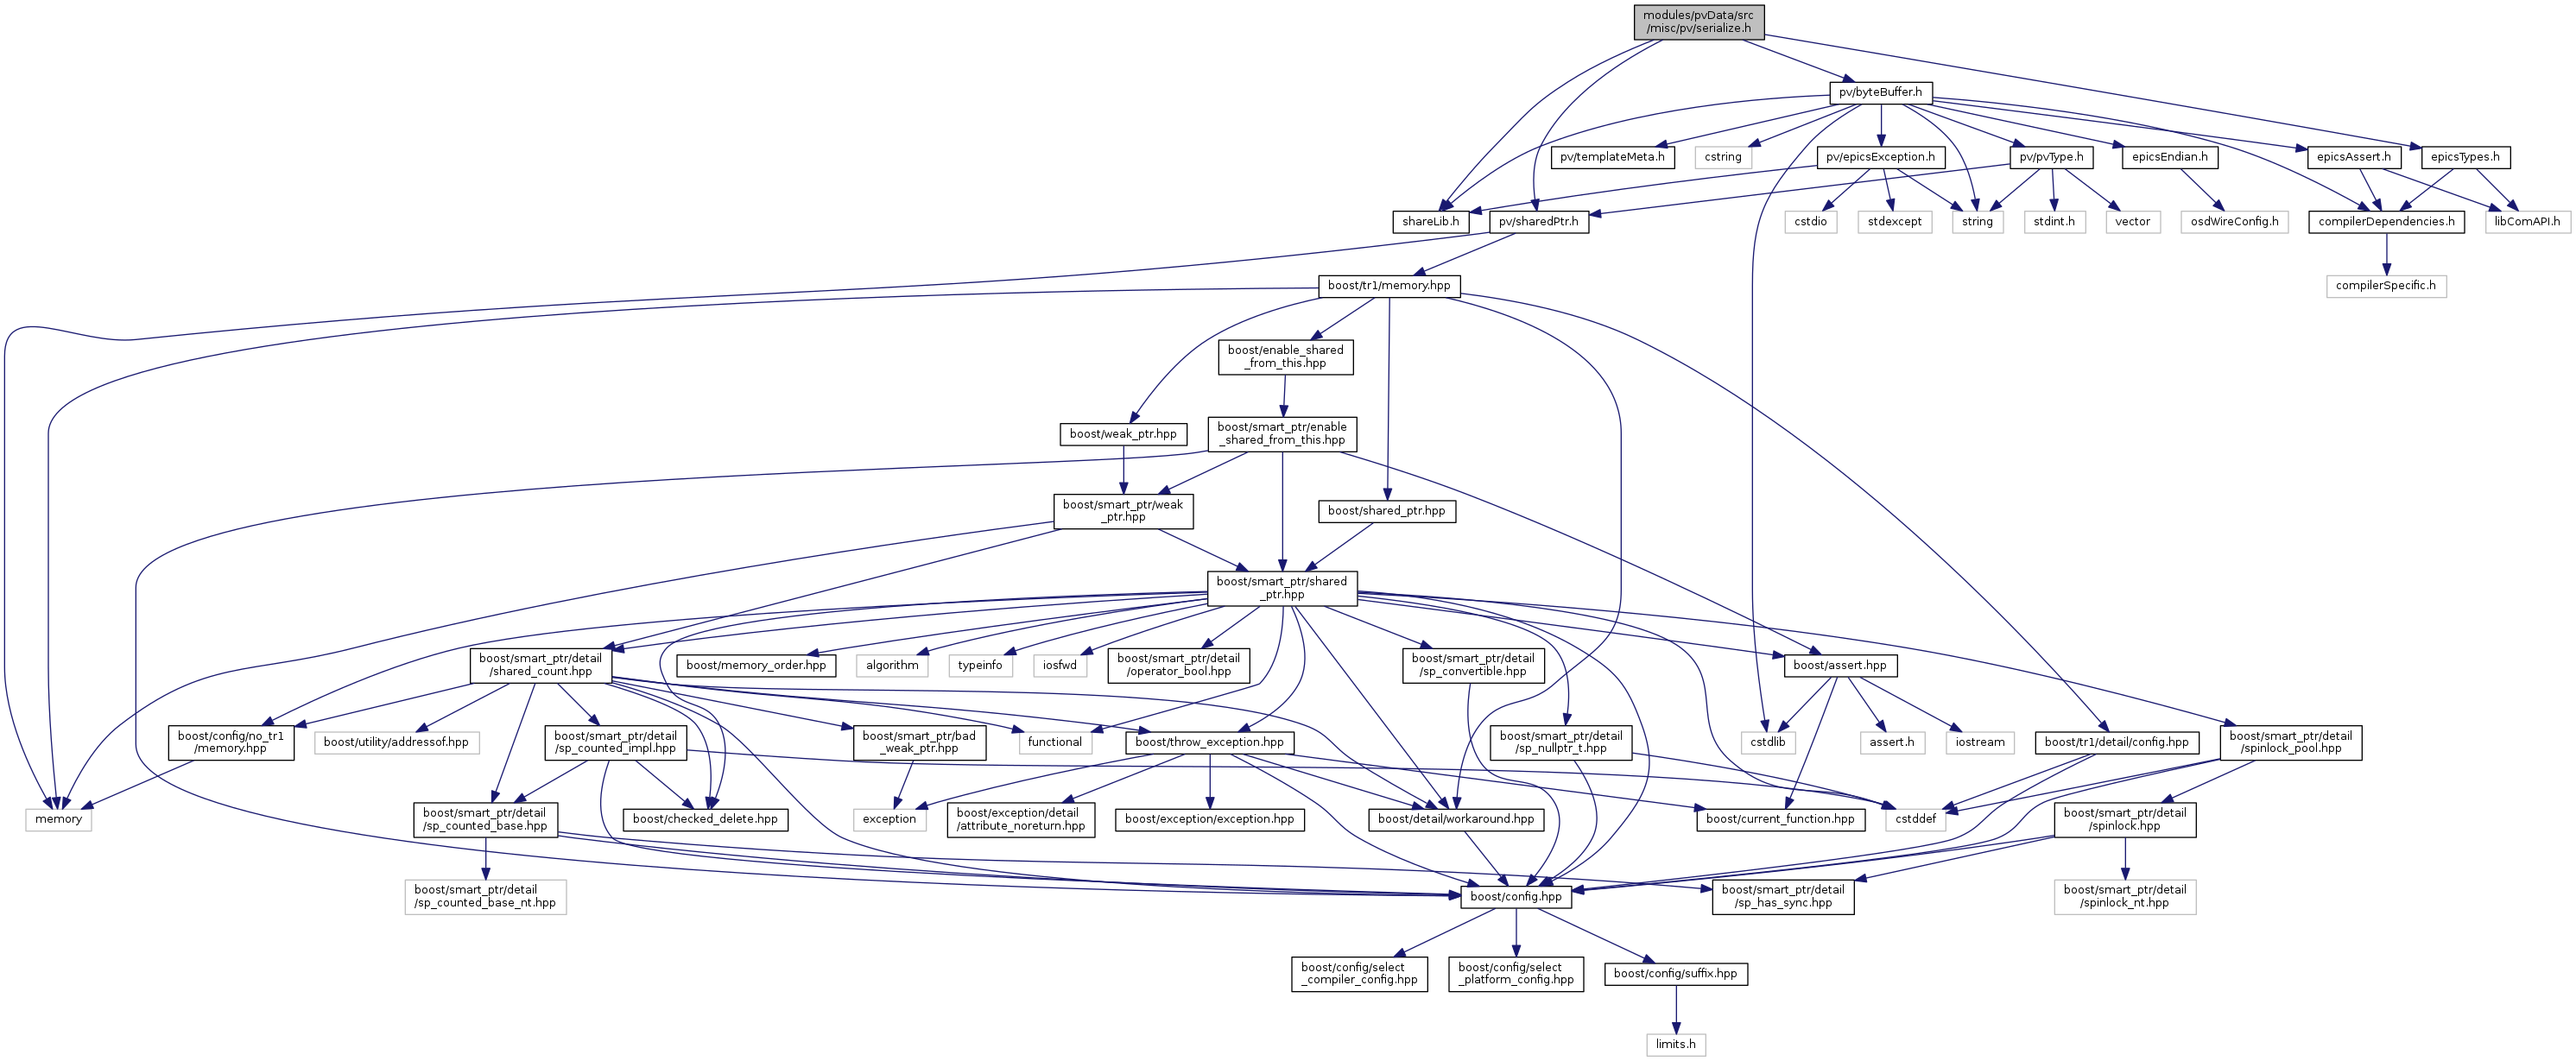 modules/pvData/src
/misc/pv/serialize.h
pv/byteBuffer.h
pv/templateMeta.h
cstring
pv/epicsException.h
pv/pvType.h
epicsEndian.h
epicsAssert.h
epicsTypes.h
shareLib.h
pv/sharedPtr.h
cstdio
stdexcept
string
stdint.h
vector
osdWireConfig.h
compilerDependencies.h
libComAPI.h
boost/tr1/memory.hpp
compilerSpecific.h
boost/enable_shared
_from_this.hpp
boost/weak_ptr.hpp
boost/smart_ptr/enable
_shared_from_this.hpp
boost/smart_ptr/weak
_ptr.hpp
boost/shared_ptr.hpp
boost/smart_ptr/shared
_ptr.hpp
boost/smart_ptr/detail
/shared_count.hpp
boost/memory_order.hpp
algorithm
typeinfo
iosfwd
boost/smart_ptr/detail
/operator_bool.hpp
boost/smart_ptr/detail
/sp_convertible.hpp
boost/assert.hpp
boost/config/no_tr1
/memory.hpp
boost/utility/addressof.hpp
boost/smart_ptr/detail
/sp_counted_impl.hpp
boost/smart_ptr/bad
_weak_ptr.hpp
functional
boost/throw_exception.hpp
boost/smart_ptr/detail
/sp_nullptr_t.hpp
cstdlib
assert.h
iostream
boost/tr1/detail/config.hpp
boost/smart_ptr/detail
/spinlock_pool.hpp
memory
boost/smart_ptr/detail
/sp_counted_base.hpp
boost/checked_delete.hpp
exception
boost/exception/detail
/attribute_noreturn.hpp
boost/exception/exception.hpp
boost/detail/workaround.hpp
boost/current_function.hpp
cstddef
boost/smart_ptr/detail
/spinlock.hpp
boost/smart_ptr/detail
/sp_counted_base_nt.hpp
boost/config.hpp
boost/smart_ptr/detail
/sp_has_sync.hpp
boost/smart_ptr/detail
/spinlock_nt.hpp
boost/config/select
_compiler_config.hpp
boost/config/select
_platform_config.hpp
boost/config/suffix.hpp
limits.h